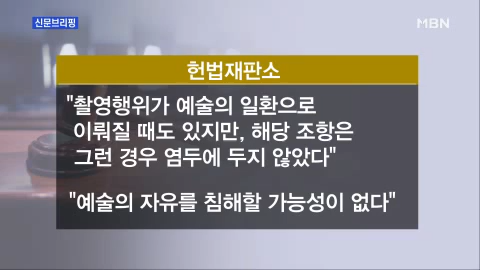 신문브리핑
MBN
헌법재판소
"촬영행위가 예술의 일환으로
이뤄질 때도 있지만, 해당 조항은
그런 경우 염두에 두지 않았다"
"예술의 자유를 침해할 가능성이 없다"